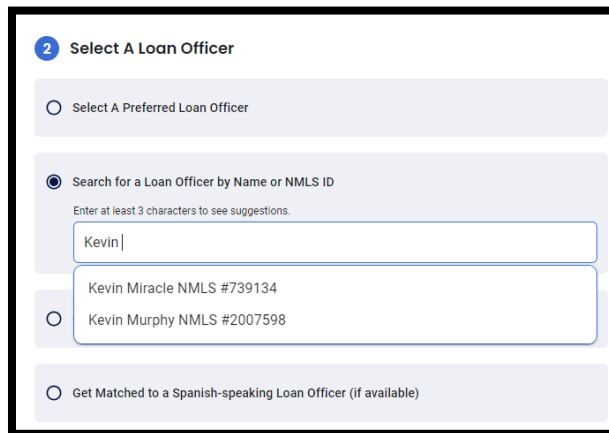 2 Select A Loan Officer
Select A Preferred Loan Officer
Search for a Loan Officer by Name or NMLS ID
Enter at least 3 characters to see suggestions.
Kevin
Kevin Miracle NMLS #739134
Kevin Murphy NMLS #2007598
Get Matched to a Spanish-speaking Loan Officer (if available)